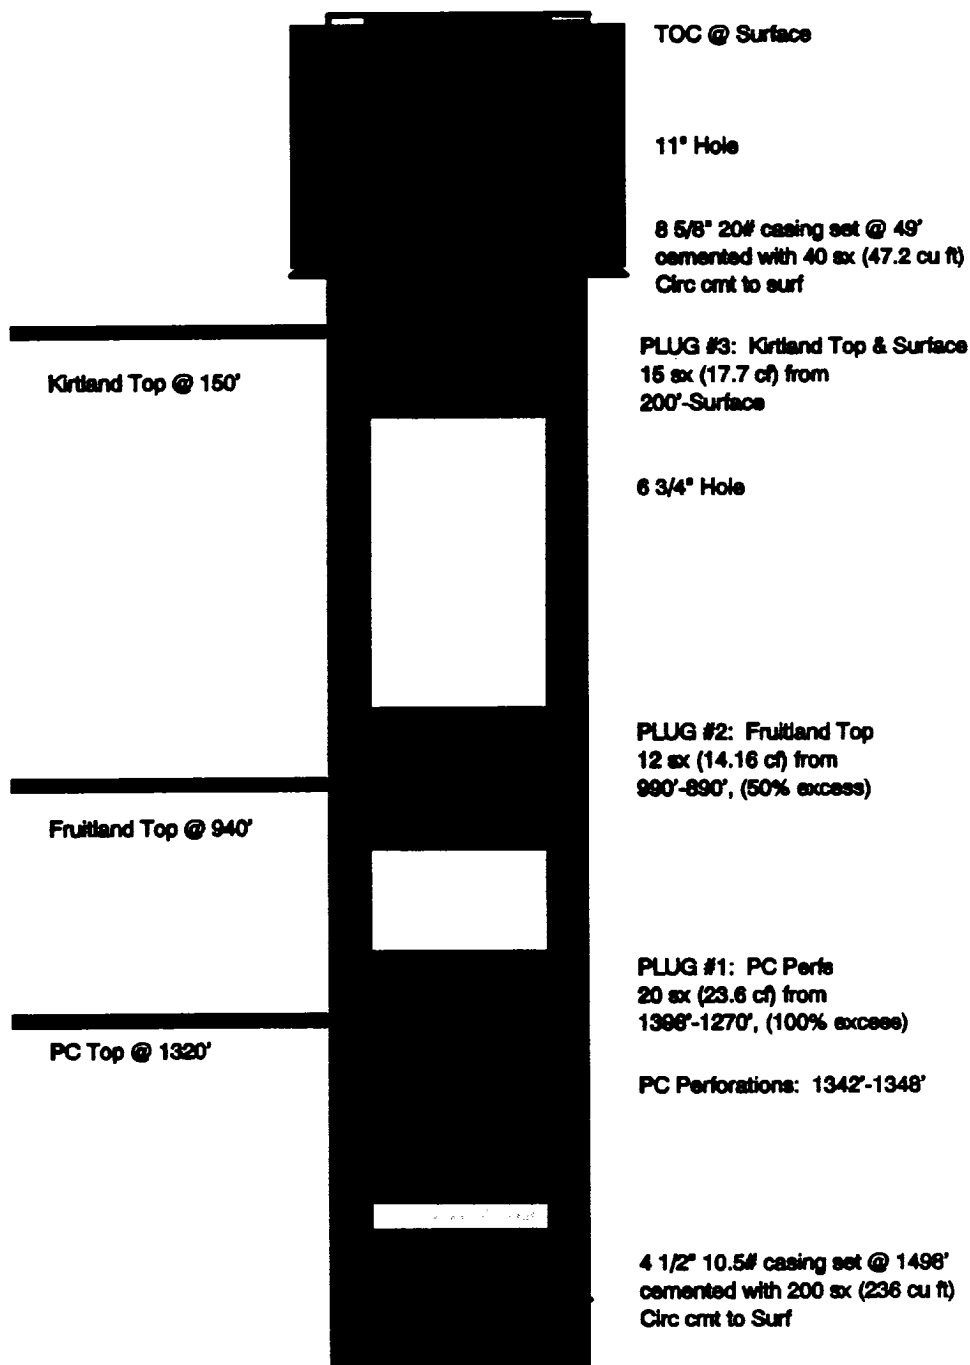 TOC @ Surface
11" Hole
8 5/8" 20# casing set @ 49'
cemented with 40 sx (47.2 cu ft)
Circ cmt to surf
PLUG #3: Kirtland Top & Surface
15 sx (17.7 cf) from
200'-Surface
Kirtland Top @ 150'
6 3/4" Hole
PLUG #2: Fruitland Top
12 sx (14.16 cf) from
990'-890', (50% excess)
Fruitland Top @ 940'
PLUG #1: PC Perfs
20 sx (23.6 cf) from
1398'-1270', (100% excess)
PC Top @ 1320'
PC Perforations: 1342'-1348'
4 1/2" 10.5# casing set @ 1498'
cemented with 200 sx (236 cu ft)
Circ cmt to Surf